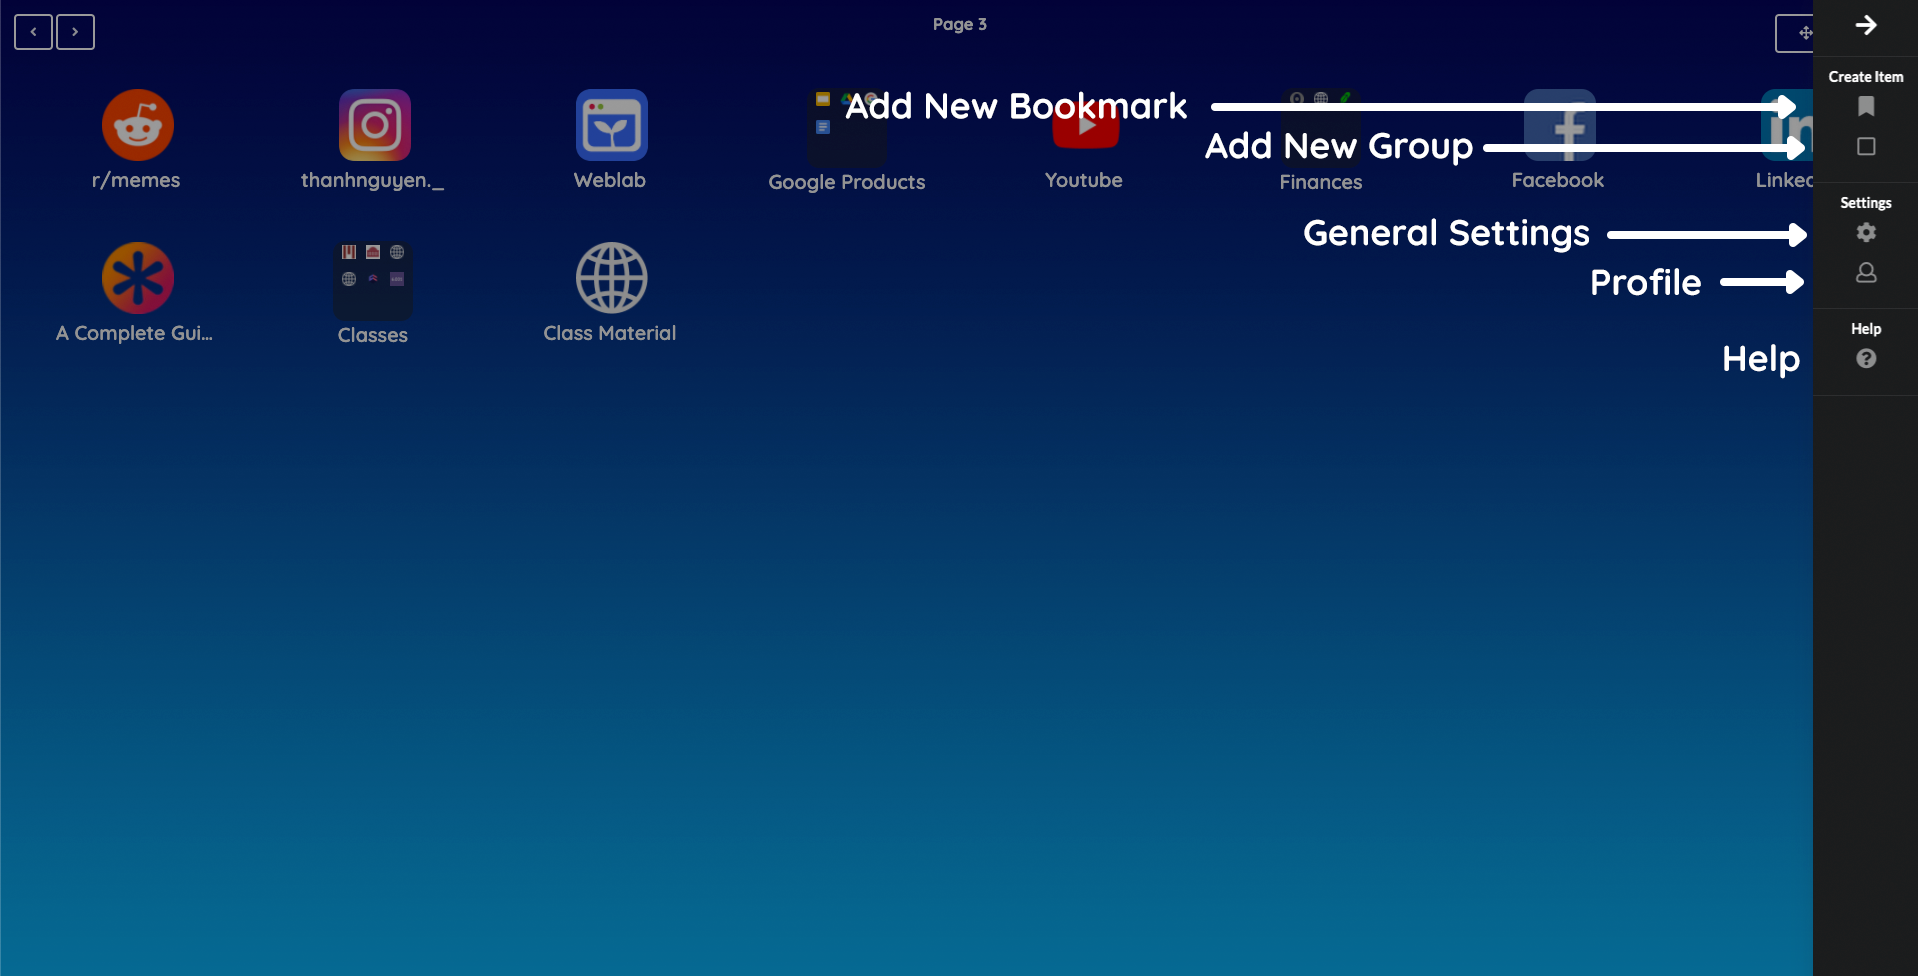 Page 3
Create Item
Add New Bookmark
Add New Group
r/memes
thanhnguyen._
Weblab
Google Products
Youtube
Finances
Facebook
Linked
Settings
General Settings
Profile
A Complete Gui...
Classes
Class Material
Help
Help